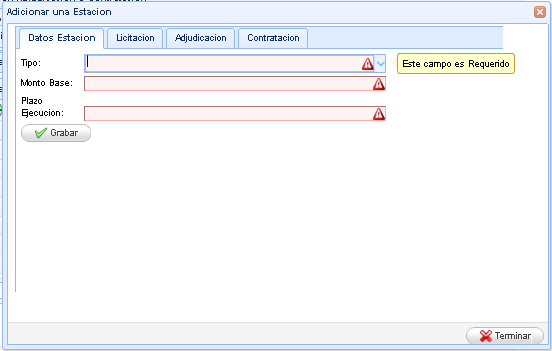 Adicionar una Estacion
Datos Estacion Licitacion Adjudicacion Contratacion
Tipo: Este campo es Requerido
Monto Base:
Plazo
Ejecucion:
Grabar
Terminar